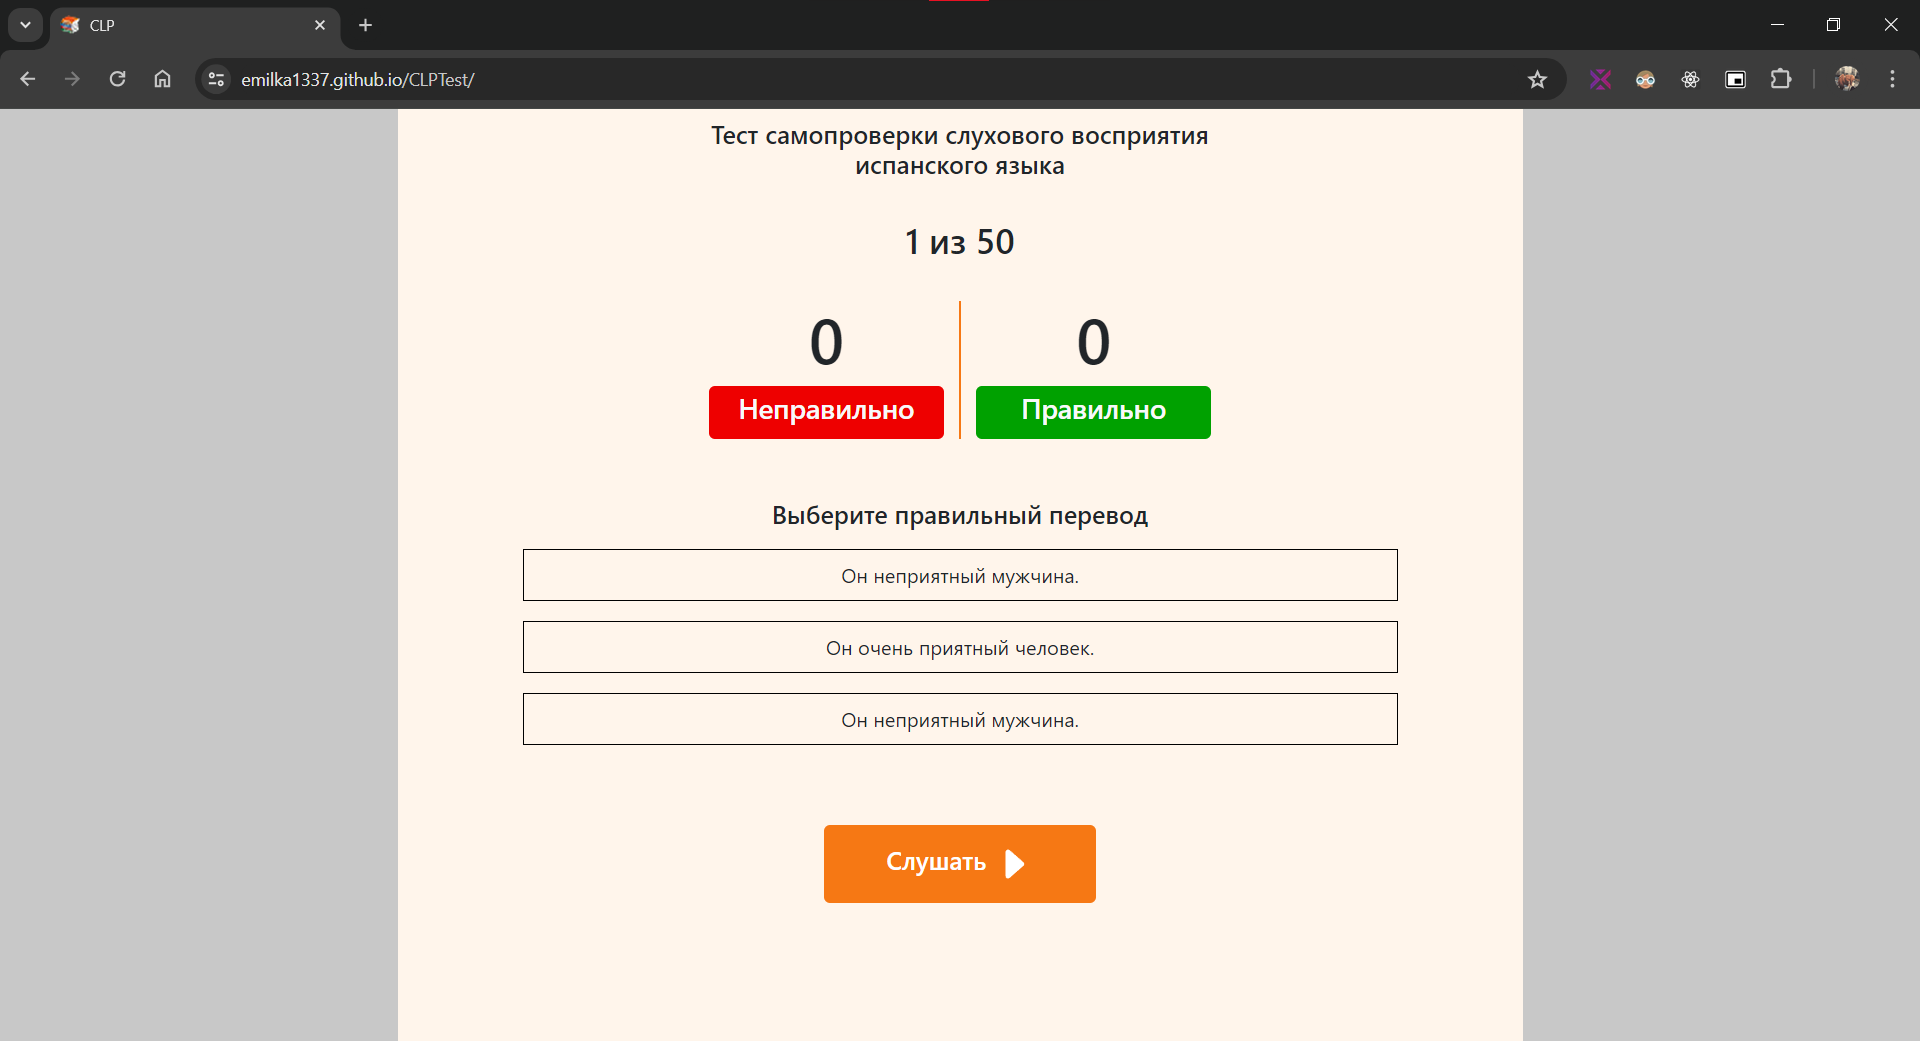 CLP
emilka1337.github.io/CLPTest/
Тест самопроверки слухового восприятия
испанского языка
1 из 50
0
0
Неправильно
Правильно
Выберите правильный перевод
Он неприятный мужчина.
Он очень приятный человек.
Он неприятный мужчина.
Слушать